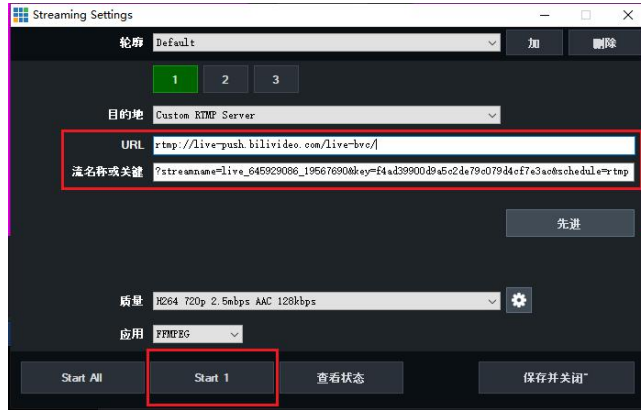 Streaming Settings
轮廓 Default 加 删除
1 2 3
目的地 Custom RTMP Server
URL rtmp://live-push.bilivideo.com/live-bvc/
流名称或关键 ?streamname=live_645929086_19567690&key=f4ad39900d9a5c2de79c079d4cf7e3ac&schedule=rtmp
先进
质量 H264 720p 2.5mbps AAC 128kbps
应用 FFMPEG
Start All Start 1 查看状态 保存并关闭"